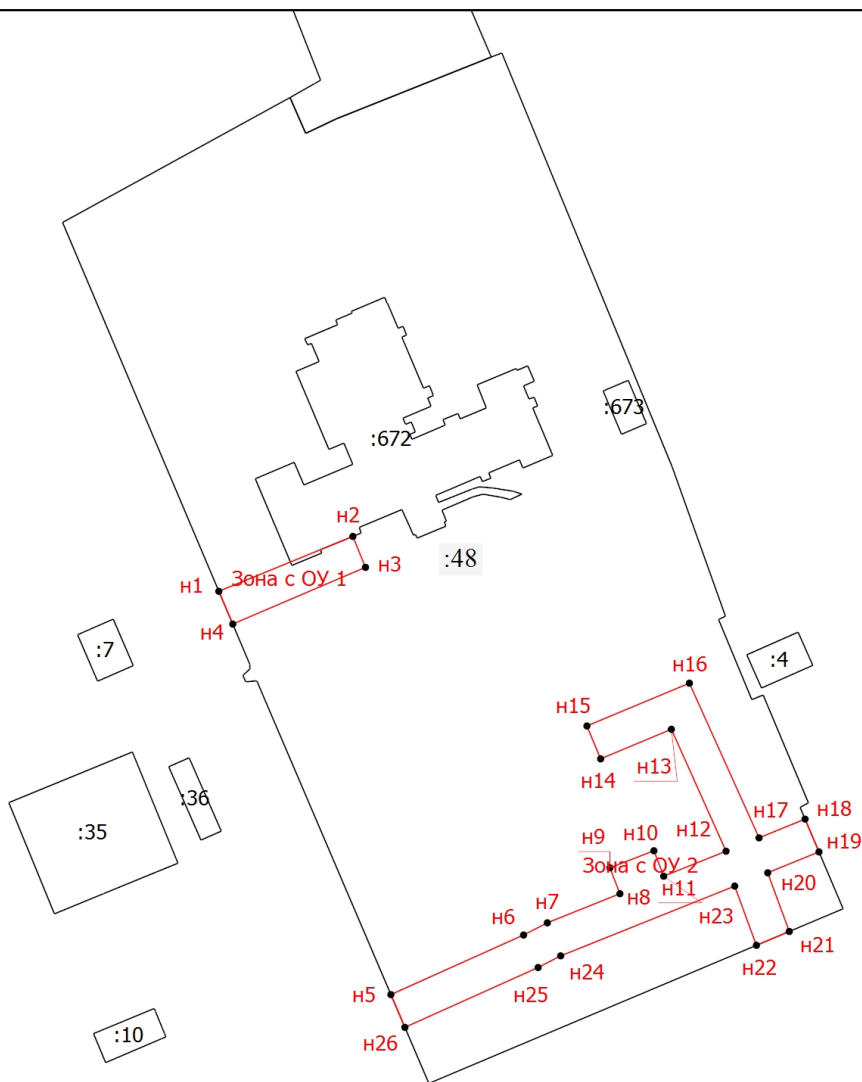 :673
:672
н2
:48
н3
Зона с ОУ 1
н1
н4
:7
:4
н16
н15
н14
н13
:36
:35
н18
н17
н19
н9
н10
н12
Зона с ОУ 2
н11
н20
н8
н23
н7
н6
н21
н22
н24
н25
н5
н26
:10